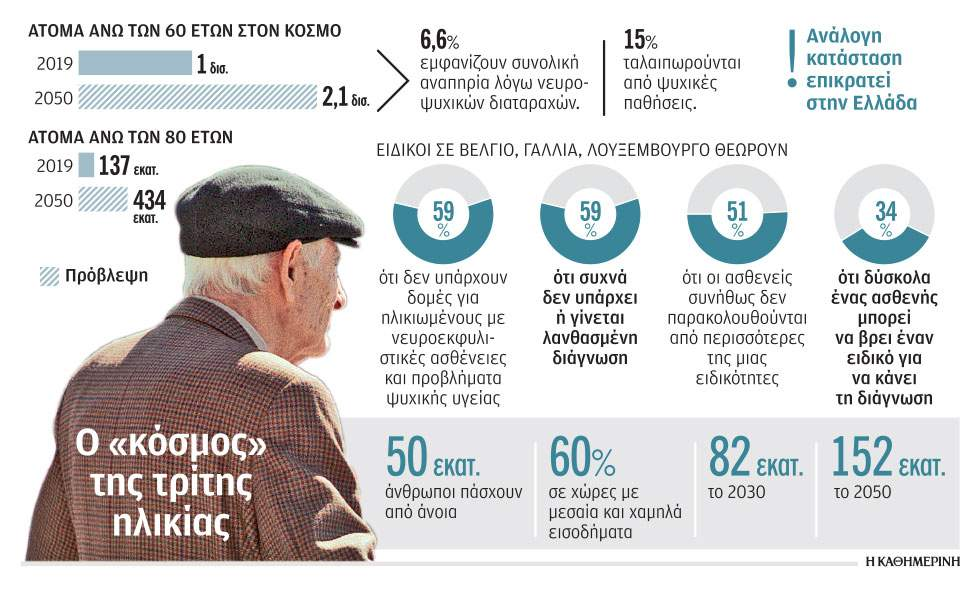 ΑΤΟΜΑ ΑΝΩ ΤΩΝ 60 ΕΤΩΝ ΣΤΟΝ ΚΟΣΜΟ
2019
1 δισ.
2050
2,1 δισ.
6,6%
εμφανίζουν συνολική
αναπηρία λόγω νευρο-
ψυχικών διαταραχών.
15%
ταλαιπωρούνται
από ψυχικές
παθήσεις.
!
Ανάλογη
κατάσταση
επικρατεί
στην Ελλάδα
ΑΤΟΜΑ ΑΝΩ ΤΩΝ 80 ΕΤΩΝ
2019
137 εκατ.
2050
434
εκατ.
Πρόβλεψη
ΕΙΔΙΚΟΙ ΣΕ ΒΕΛΓΙΟ, ΓΑΛΛΙΑ, ΛΟΥΞΕΜΒΟΥΡΓΟ ΘΕΩΡΟΥΝ
59
%
ότι δεν υπάρχουν
δομές για
ηλικιωμένους με
νευροεκφυλι-
στικές ασθένειες
και προβλήματα
ψυχικής υγείας
59
%
ότι συχνά
δεν υπάρχει
ή γίνεται
λανθασμένη
διάγνωση
51
%
ότι οι ασθενείς
συνήθως δεν
παρακολουθούνται
από περισσότερες
της μιας
ειδικότητες
34
%
ότι δύσκολα
ένας ασθενής
μπορεί
να βρει έναν
ειδικό για
να κάνει
τη διάγνωση
Ο «κόσμος»
της τρίτης
ηλικίας
50 εκατ.
άνθρωποι πάσχουν
από άνοια
60%
σε χώρες με
μεσαία και χαμηλά
εισοδήματα
82 εκατ.
το 2030
152 εκατ.
το 2050
Η ΚΑΘΗΜΕΡΙΝΗ